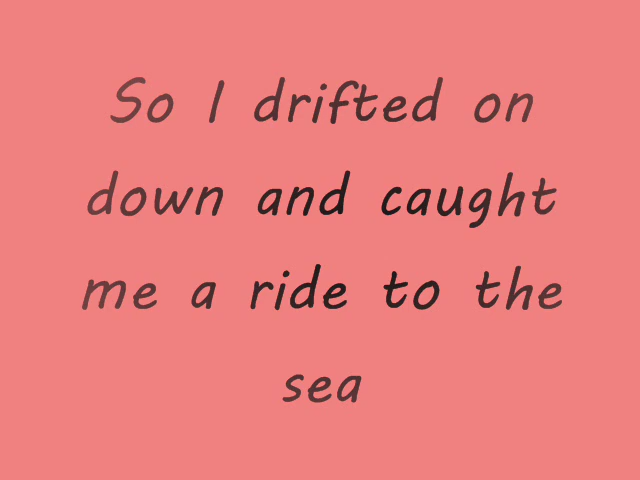 So I drifted on
down and caught
me a ride to the
sea